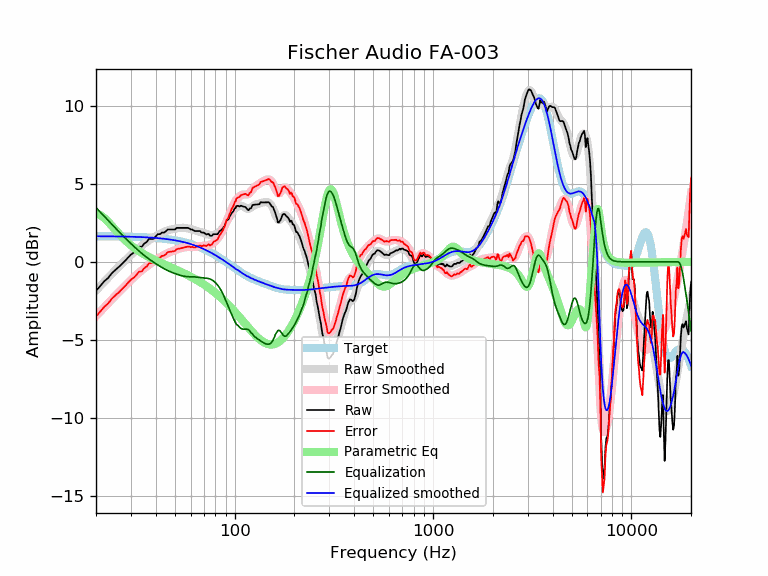 Fischer Audio FA-003
Amplitude (dBr)
10
5
0
−5
−10
−15
Target
Raw Smoothed
Error Smoothed
Raw
Error
Parametric Eq
Equalization
Equalized smoothed
100
1000
10000
Frequency (Hz)